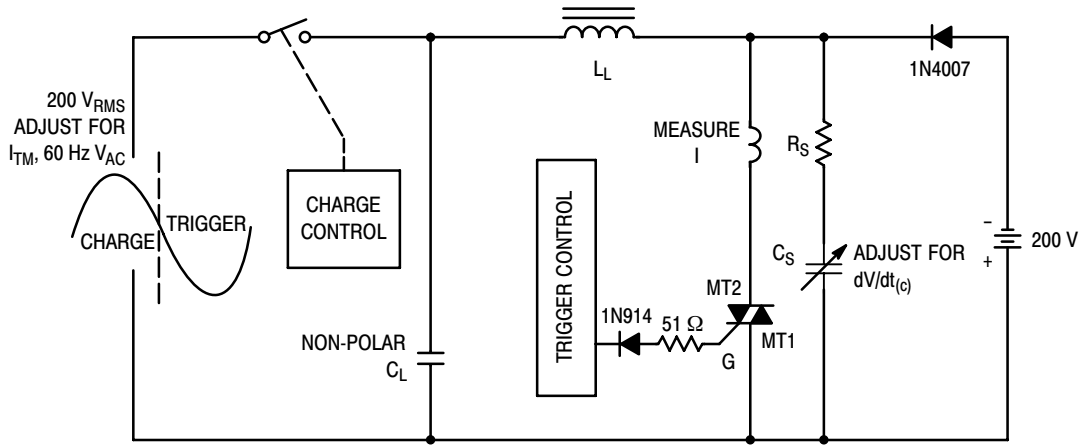 200 V_RMS
ADJUST FOR
I_TM, 60 Hz V_AC
CHARGE
TRIGGER
CHARGE
CONTROL
NON-POLAR
C_L
L_L
TRIGGER CONTROL
MEASURE
I
1N914
51 Ω
G
MT2
MT1
R_S
C_S
ADJUST FOR
dV/dt_(c)
1N4007
−
+
200 V